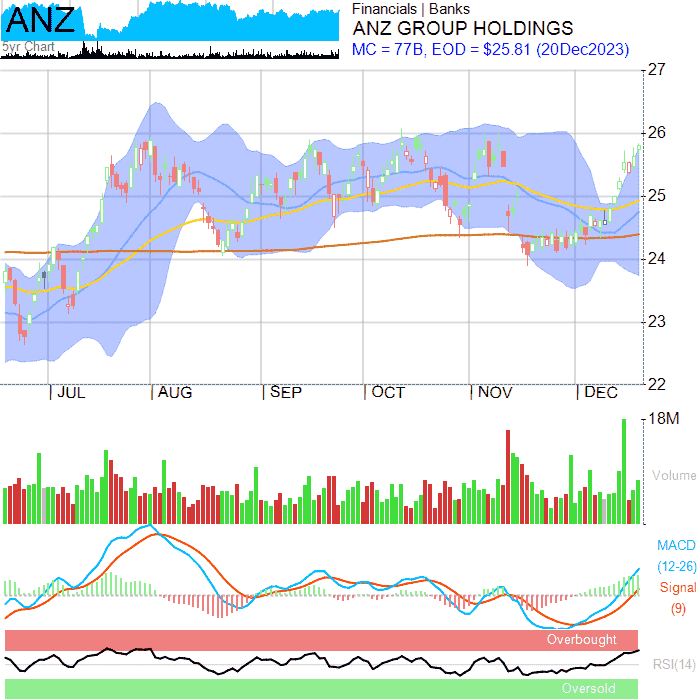 ANZ
5yr Chart
Financials | Banks
ANZ GROUP HOLDINGS
MC = 77B, EOD = $25.81 (20Dec2023)
27
26
25
24
23
22
| JUL | AUG | SEP | OCT | NOV | DEC
18M
Volume
MACD
(12-26)
Signal
(9)
Overbought
RSI(14)
Oversold